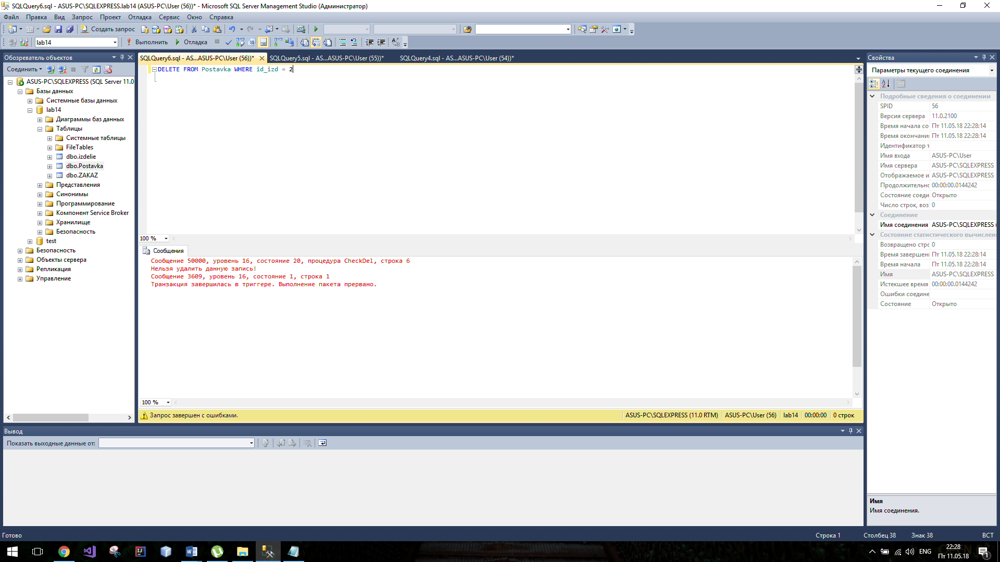 SQLQuery6.sql - ASUS-PC\SQLEXPRESS.lab14 (ASUS-PC\User (56))* - Microsoft SQL Server Management Studio (Администратор)
Файл Правка Вид Запрос Проект Отладка Сервис Окно Справка
Создать запрос
lab14 Выполнить Отладка
Обозреватель объектов
Соединить
ASUS-PC\SQLEXPRESS (SQL Server 11.0
Базы данных
Системные базы данных
lab14
Диаграммы баз данных
Таблицы
Системные таблицы
FileTables
dbo.izdelie
dbo.Postavka
dbo.ZAKAZ
Представления
Синонимы
Программирование
Компонент Service Broker
Хранилище
Безопасность
test
Безопасность
Объекты сервера
Репликация
Управление
SQLQuery6.sql - AS...ASUS-PC\User (56))* SQLQuery5.sql - AS...ASUS-PC\User (55))* SQLQuery4.sql - AS...ASUS-PC\User (54))*
DELETE FROM Postavka WHERE id_izd = 2
100 %
Сообщения
Сообщение 50000, уровень 16, состояние 20, процедура CheckDel, строка 6
Нельзя удалить данную запись!
Сообщение 3609, уровень 16, состояние 1, строка 1
Транзакция завершилась в триггере. Выполнение пакета прервано.
100 %
Запрос завершен с ошибками. ASUS-PC\SQLEXPRESS (11.0 RTM) ASUS-PC\User (56) lab14 00:00:00 0 строк
Свойства
Параметры текущего соединения
Подробные сведения о соединении
SPID 56
Версия сервера 11.0.2100
Время начала со Пт 11.05.18 22:28:14
Время окончани Пт 11.05.18 22:28:14
Идентификатор т
Имя входа ASUS-PC\User
Имя сервера ASUS-PC\SQLEXPRESS
Отображаемое и ASUS-PC\SQLEXPRESS
Продолжительно 00:00:00.0144242
Состояние соеди Открыто
Число строк, воз 0
Соединение
Имя соединения ASUS-PC\SQLEXPRESS (
Состояние статистического вычислен
Возвращено стро 0
Время завершен Пт 11.05.18 22:28:14
Время начала Пт 11.05.18 22:28:14
Имя ASUS-PC\SQLEXPRESS
Истекшее время 00:00:00.0144242
Ошибки соедине
Состояние Открыто
Имя
Имя соединения.
Вывод
Показать выходные данные от:
Готово Строка 1 Столбец 38 Знак 38 ВСТ
ENG
22:28
Пт 11.05.18
1